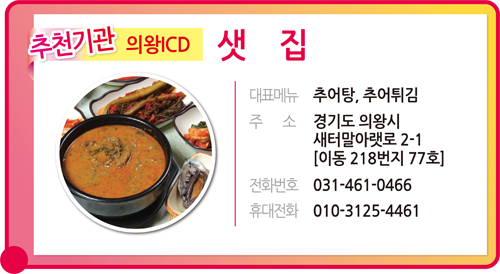 추천기관 의왕ICD 샛 집
대표메뉴 추어탕, 추어튀김
주 소 경기도 의왕시
새터말아랫로 2-1
[이동 218번지 77호]
전화번호 031-461-0466
휴대전화 010-3125-4461